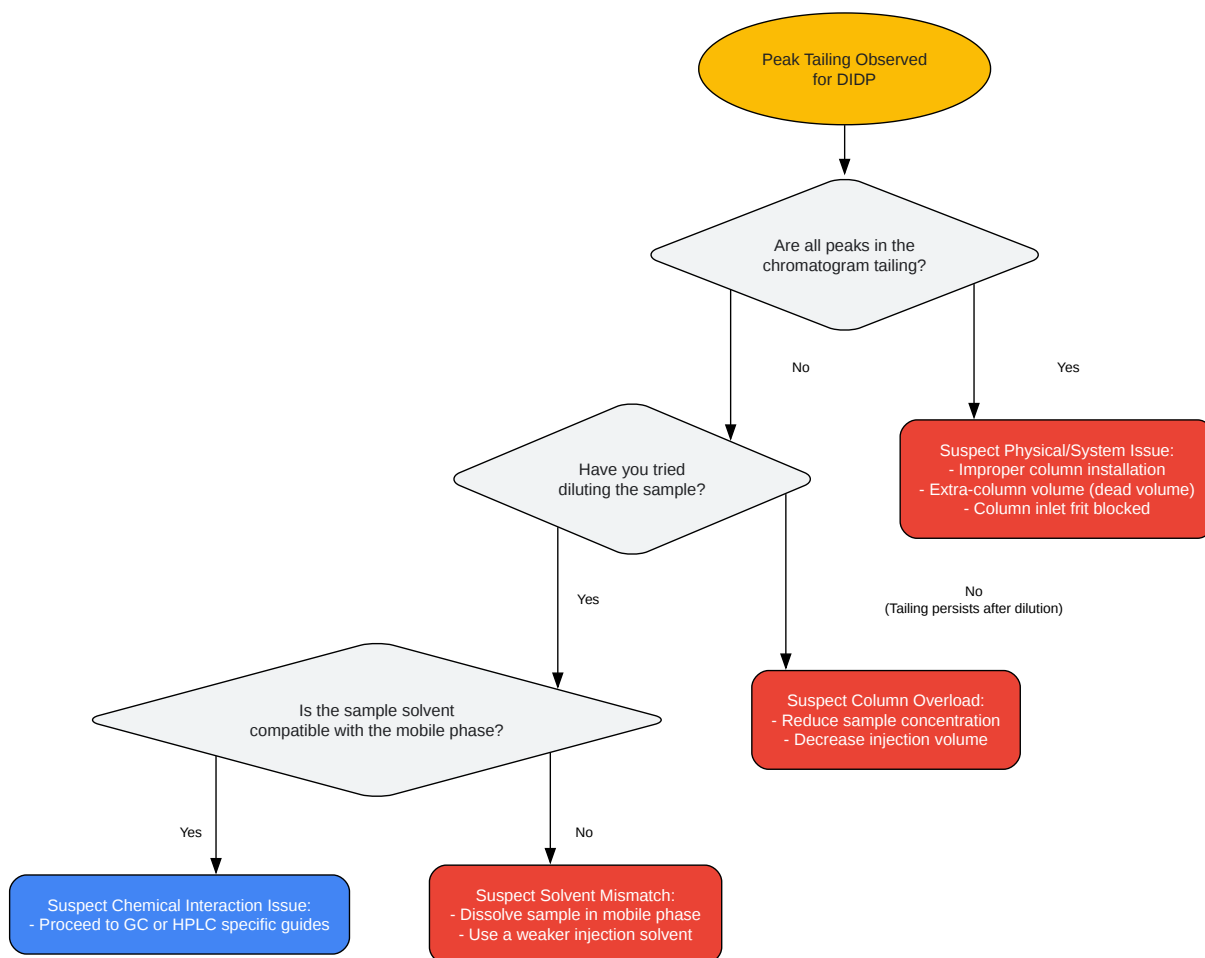 Peak Tailing Observed
for DIDP
Are all peaks in the
chromatogram tailing?
No
Yes
Have you tried
diluting the sample?
Suspect Physical/System Issue:
- Improper column installation
- Extra-column volume (dead volume)
- Column inlet frit blocked
Yes
No
(Tailing persists after dilution)
Is the sample solvent
compatible with the mobile phase?
Suspect Column Overload:
- Reduce sample concentration
- Decrease injection volume
Yes
No
Suspect Chemical Interaction Issue:
- Proceed to GC or HPLC specific guides
Suspect Solvent Mismatch:
- Dissolve sample in mobile phase
- Use a weaker injection solvent